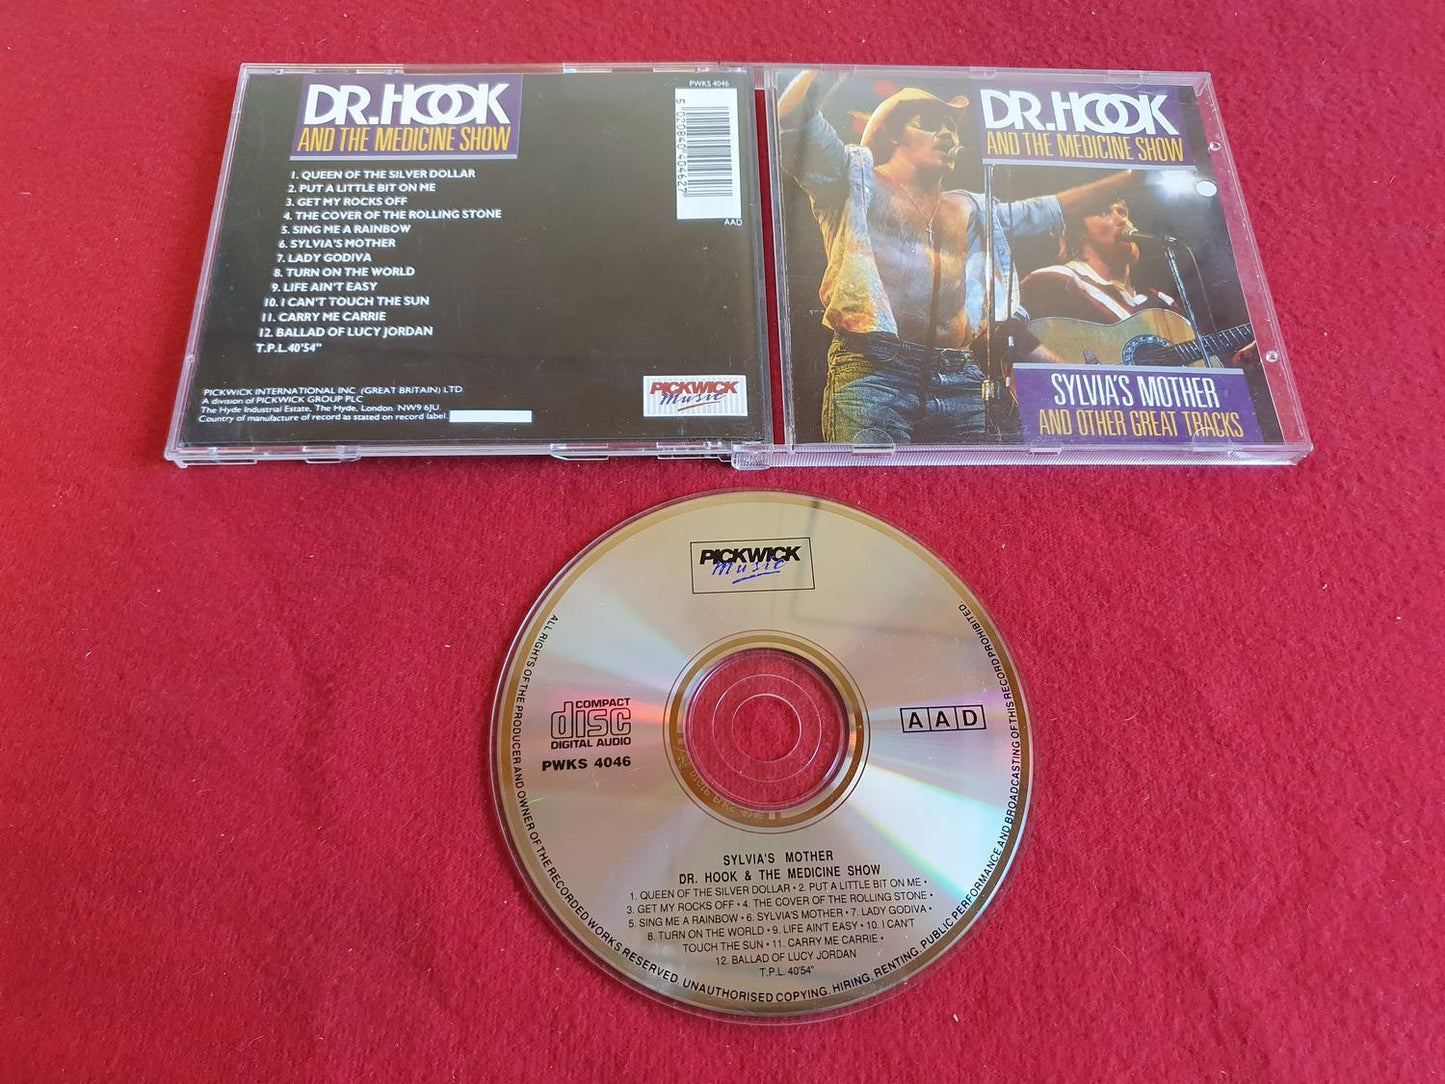 DR.HOOK
AND THE MEDICINE SHOW
1. QUEEN OF THE SILVER DOLLAR
2. PUT A LITTLE BIT ON ME
3. GET MY ROCKS OFF
4. THE COVER OF THE ROLLING STONE
5. SING ME A RAINBOW
6. SYLVIA'S MOTHER
7. LADY GODIVA
8. TURN ON THE WORLD
9. LIFE AIN'T EASY
10. I CAN'T TOUCH THE SUN
11. CARRY ME CARRIE
12. BALLAD OF LUCY JORDAN
T.P.L. 40'54"
PICKWICK INTERNATIONAL INC. (GREAT BRITAIN) LTD
A division of PICKWICK GROUP PLC
The Hyde Industrial Estate, The Hyde, London. NW9 6JU.
Country of manufacture of record as stated on record label.
PWKS 4046
5 020840 404627
AAD
PICKWICK
Music
DR.HOOK
AND THE MEDICINE SHOW
SYLVIA'S MOTHER
AND OTHER GREAT TRACKS
PICKWICK
Music
ALL RIGHTS OF THE PRODUCER AND OWNER OF THE RECORDED WORKS RESERVED. UNAUTHORISED COPYING, HIRING, RENTING, PUBLIC PERFORMANCE AND BROADCASTING OF THIS RECORD PROHIBITED
COMPACT
disc
DIGITAL AUDIO
PWKS 4046
AAD
SYLVIA'S MOTHER
DR. HOOK & THE MEDICINE SHOW
1. QUEEN OF THE SILVER DOLLAR • 2. PUT A LITTLE BIT ON ME •
3. GET MY ROCKS OFF • 4. THE COVER OF THE ROLLING STONE •
5. SING ME A RAINBOW • 6. SYLVIA'S MOTHER • 7. LADY GODIVA •
8. TURN ON THE WORLD • 9. LIFE AIN'T EASY • 10. I CAN'T
TOUCH THE SUN • 11. CARRY ME CARRIE •
12. BALLAD OF LUCY JORDAN
T.P.L. 40'54"